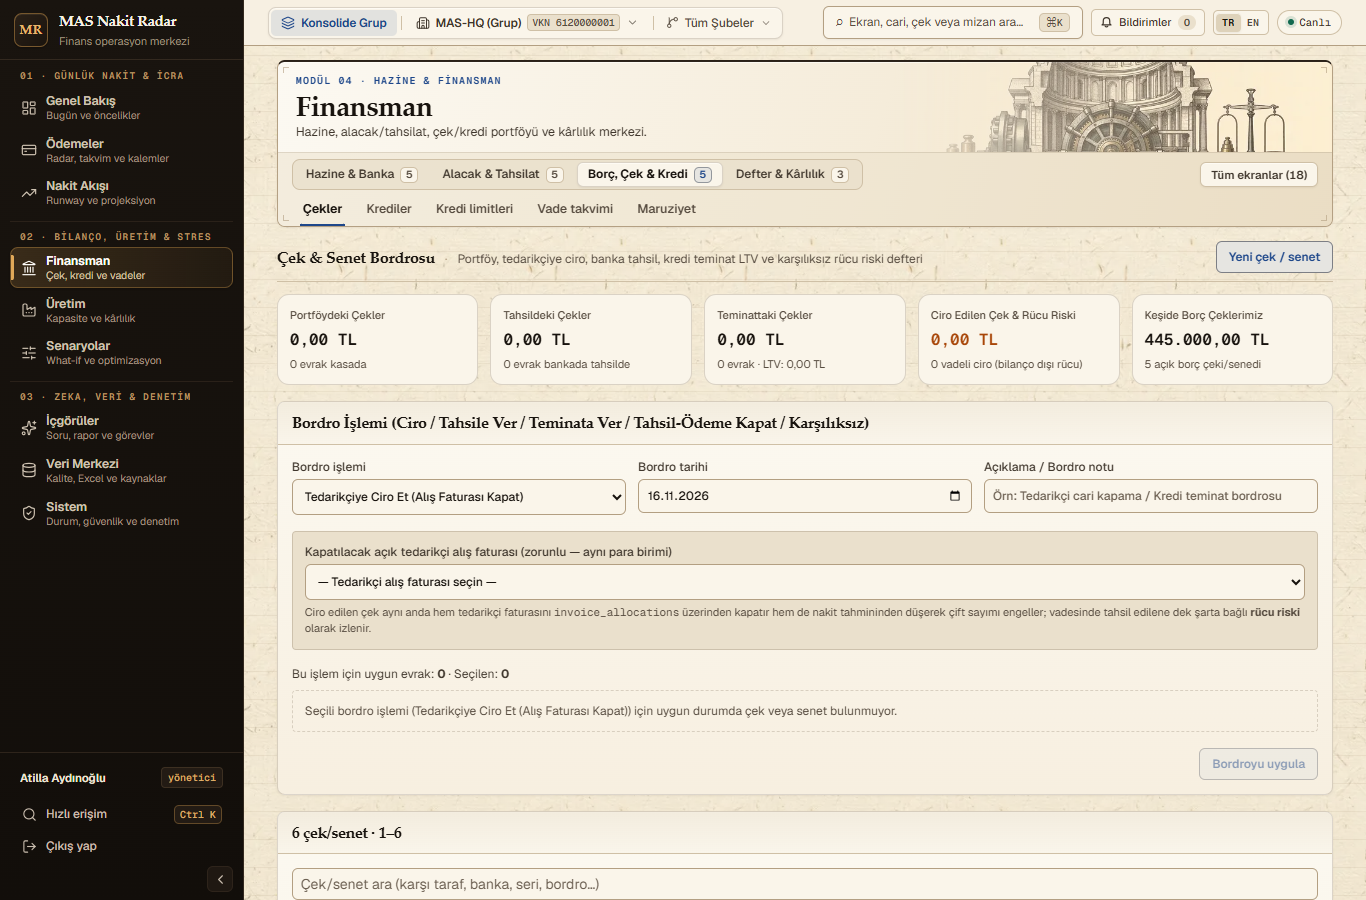 MR
MAS Nakit Radar
Finans operasyon merkezi
01 · GÜNLÜK NAKİT & İCRA
Genel Bakış
Bugün ve öncelikler
Ödemeler
Radar, takvim ve kalemler
Nakit Akışı
Runway ve projeksiyon
02 · BİLANÇO, ÜRETİM & STRES
Finansman
Çek, kredi ve vadeler
Üretim
Kapasite ve kârlılık
Senaryolar
What-if ve optimizasyon
03 · ZEKA, VERİ & DENETİM
İçgörüler
Soru, rapor ve görevler
Veri Merkezi
Kalite, Excel ve kaynaklar
Sistem
Durum, güvenlik ve denetim
Atilla Aydınoğlu
yönetici
Hızlı erişim
Ctrl K
Çıkış yap
Konsolide Grup
MAS-HQ (Grup) VKN 6120000001
Tüm Şubeler
Ekran, cari, çek veya mizan ara... ⌘K
Bildirimler 0
TR EN
Canlı
MODÜL 04 · HAZİNE & FİNANSMAN
Finansman
Hazine, alacak/tahsilat, çek/kredi portföyü ve kârlılık merkezi.
Hazine & Banka 5
Alacak & Tahsilat 5
Borç, Çek & Kredi 5
Defter & Kârlılık 3
Tüm ekranlar (18)
Çekler
Krediler
Kredi limitleri
Vade takvimi
Maruziyet
Çek & Senet Bordrosu · Portföy, tedarikçiye ciro, banka tahsil, kredi teminat LTV ve karşılıksız rücu riski defteri
Yeni çek / senet
Portföydeki Çekler
0,00 TL
0 evrak kasada
Tahsildeki Çekler
0,00 TL
0 evrak bankada tahsilde
Teminattaki Çekler
0,00 TL
0 evrak · LTV: 0,00 TL
Ciro Edilen Çek & Rücu Riski
0,00 TL
0 vadeli ciro (bilanço dışı rücu)
Keşide Borç Çeklerimiz
445.000,00 TL
5 açık borç çeki/senedi
Bordro İşlemi (Ciro / Tahsile Ver / Teminata Ver / Tahsil-Ödeme Kapat / Karşılıksız)
Bordro işlemi
Tedarikçiye Ciro Et (Alış Faturası Kapat)
Bordro tarihi
16.11.2026
Açıklama / Bordro notu
Örn: Tedarikçi cari kapama / Kredi teminat bordrosu
Kapatılacak açık tedarikçi alış faturası (zorunlu — aynı para birimi)
— Tedarikçi alış faturası seçin —
Ciro edilen çek aynı anda hem tedarikçi faturasını invoice_allocations üzerinden kapatır hem de nakit tahmininden düşerek çift sayımı engeller; vadesinde tahsil edilene dek şarta bağlı rücu riski
olarak izlenir.
Bu işlem için uygun evrak: 0 · Seçilen: 0
Seçili bordro işlemi (Tedarikçiye Ciro Et (Alış Faturası Kapat)) için uygun durumda çek veya senet bulunmuyor.
Bordroyu uygula
6 çek/senet · 1–6
Çek/senet ara (karşı taraf, banka, seri, bordro…)